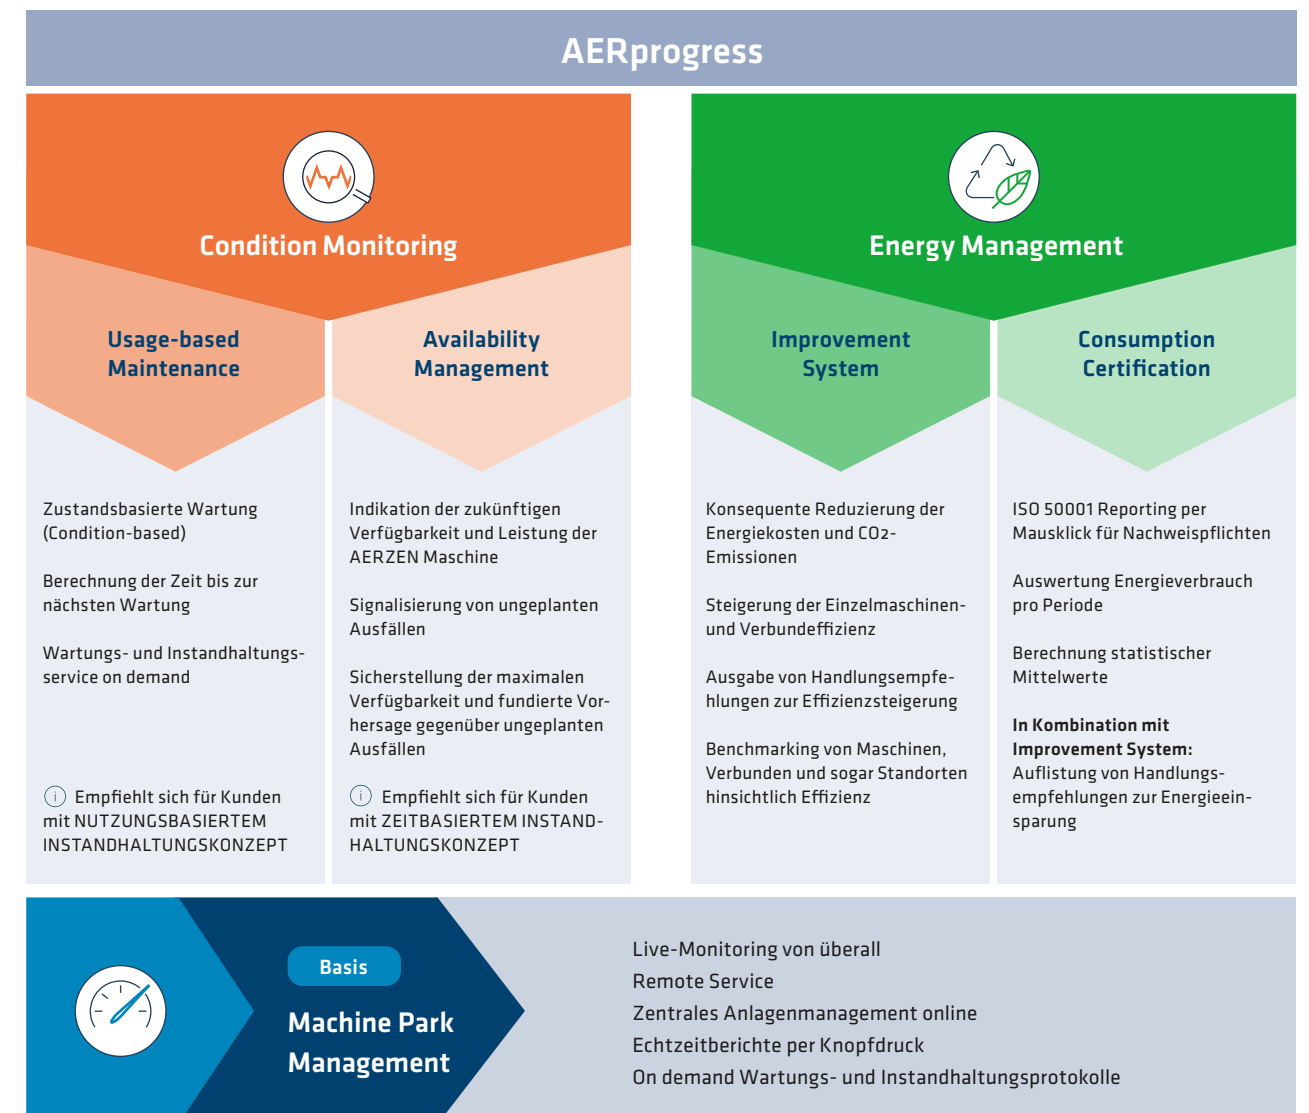 AERprogress
Condition Monitoring
Usage-based
Maintenance
Zustandsbasierte Wartung
(Condition-based)
Berechnung der Zeit bis zur
nächsten Wartung
Wartungs- und Instandhaltungs-
service on demand
i Empfiehlt sich für Kunden
mit NUTZUNGSBASIERTEM
INSTANDHALTUNGSKONZEPT
Availability
Management
Indikation der zukünftigen
Verfügbarkeit und Leistung der
AERZEN Maschine
Signalisierung von ungeplanten
Ausfällen
Sicherstellung der maximalen
Verfügbarkeit und fundierte Vor-
hersage gegenüber ungeplanten
Ausfällen
i Empfiehlt sich für Kunden
mit ZEITBASIERTEM INSTAND-
HALTUNGSKONZEPT
Energy Management
Improvement
System
Konsequente Reduzierung der
Energiekosten und CO2-
Emissionen
Steigerung der Einzelmaschinen-
und Verbundeffizienz
Ausgabe von Handlungsempfe-
hlungen zur Effizienzsteigerung
Benchmarking von Maschinen,
Verbunden und sogar Standorten
hinsichtlich Effizienz
Consumption
Certification
ISO 50001 Reporting per
Mausklick für Nachweispflichten
Auswertung Energieverbrauch
pro Periode
Berechnung statistischer
Mittelwerte
In Kombination mit
Improvement System:
Auflistung von Handlungs-
empfehlungen zur Energieein-
sparung
Basis
Machine Park
Management
Live-Monitoring von überall
Remote Service
Zentrales Anlagenmanagement online
Echtzeitberichte per Knopfdruck
On demand Wartungs- und Instandhaltungsprotokolle